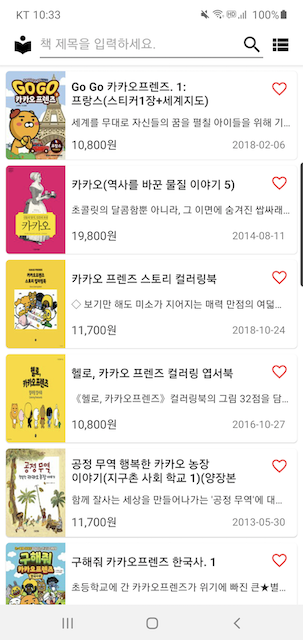 KT 10:33
100%
책 제목을 입력하세요.
Go Go 카카오프렌즈. 1:
프랑스(스티커1장+세계지도)
세계를 무대로 자신들의 꿈을 펼칠 아이들을 위해 기...
10,800원
2018-02-06
카카오(역사를 바꾼 물질 이야기 5)
초콜릿의 달콤함뿐 아니라, 그 이면에 숨겨진 쌉싸래...
19,800원
2014-08-11
카카오 프렌즈 스토리 컬러링북
◇ 보기만 해도 미소가 지어지는 매력 만점의 여덟...
11,700원
2018-10-24
헬로, 카카오 프렌즈 컬러링 엽서북
《헬로, 카카오프렌즈》 컬러링북의 그림 32점을 담...
10,800원
2016-10-27
공정 무역 행복한 카카오 농장
이야기(지구촌 사회 학교 1)(양장본
함께 잘사는 세상을 만들어나가는 '공정 무역'에 대...
11,700원
2013-05-30
구해줘 카카오프렌즈 한국사. 1
초등학교에 간 카카오프렌즈가 위기에 빠진 큰★별...
GOGO
카카오프렌즈
카카오
카카오프렌즈
스토리 컬러링북
헬로,
카카오프렌즈
공정 무역
구해줘
카카오프렌즈